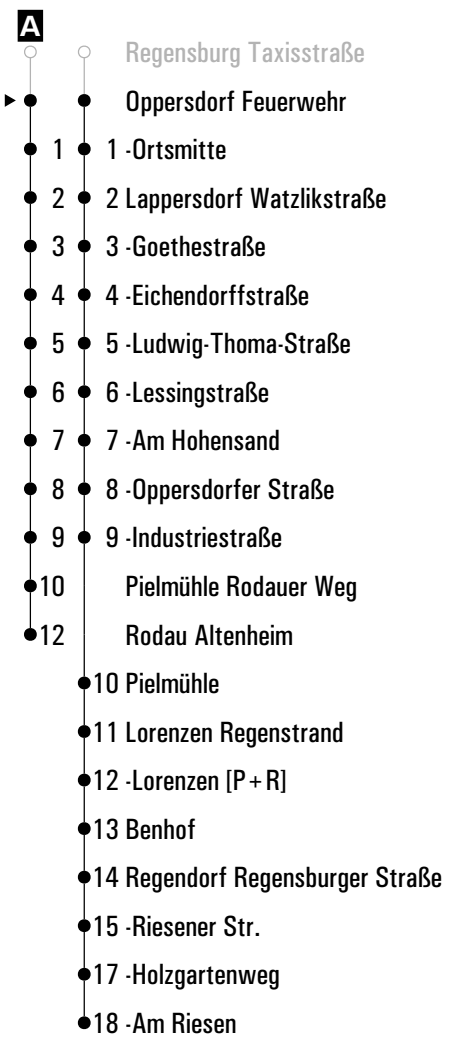 A
Regensburg Taxisstraße
Oppersdorf Feuerwehr
1 1 -Ortsmitte
2 2 Lappersdorf Watzlikstraße
3 3 -Goethestraße
4 4 -Eichendorffstraße
5 5 -Ludwig-Thoma-Straße
6 6 -Lessingstraße
7 7 -Am Hohensand
8 8 -Oppersdorfer Straße
9 9 -Industriestraße
10 Pielmühle Rodauer Weg
12 Rodau Altenheim
10 Pielmühle
11 Lorenzen Regenstrand
12 -Lorenzen [P+R]
13 Benhof
14 Regendorf Regensburger Straße
15 -Riesener Str.
17 -Holzgartenweg
18 -Am Riesen